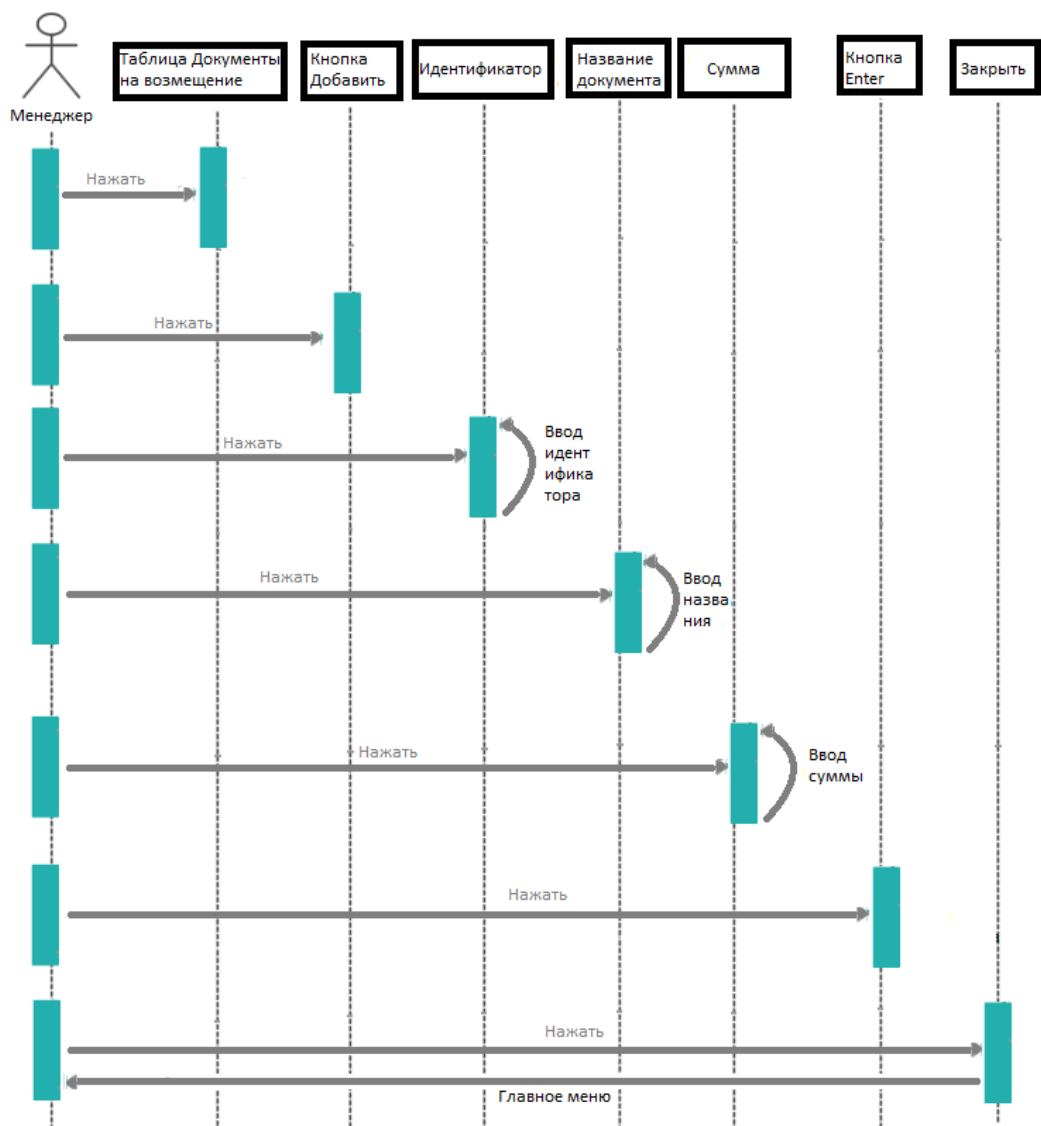 Менеджер
Таблица Документы
на возмещение
Кнопка
Добавить
Идентификатор
Название
документа
Сумма
Кнопка
Enter
Закрыть
Нажать
Нажать
Нажать
Ввод
идент
ифика
тора
Нажать
Ввод
назва
ния
Нажать
Ввод
суммы
Нажать
Нажать
Главное меню